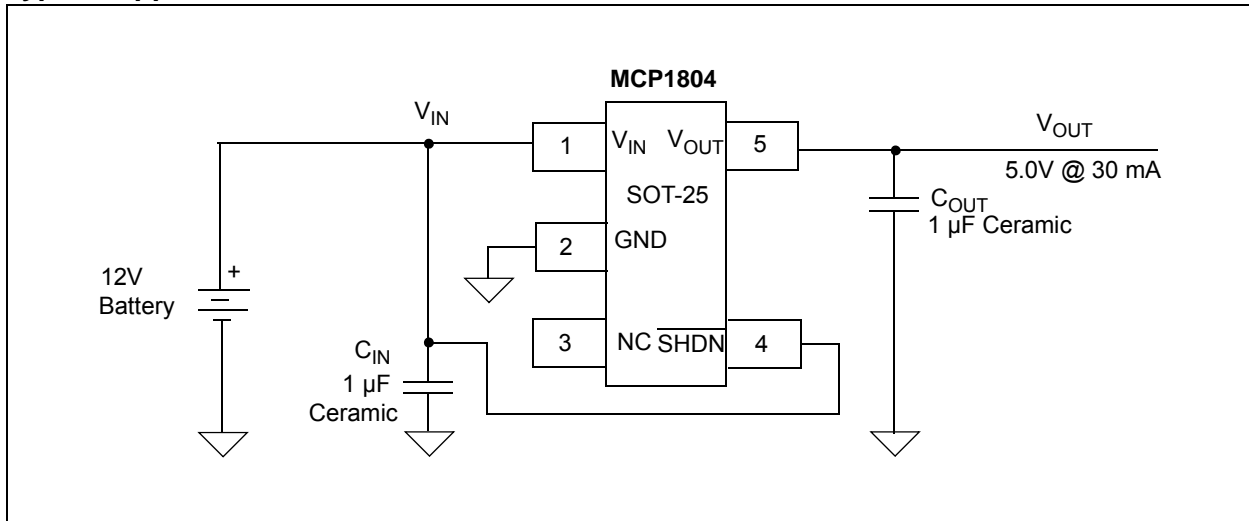 MCP1804
V_IN
1
V_IN V_OUT
5
V_OUT
5.0V @ 30 mA
SOT-25
C_OUT
1 µF Ceramic
2
GND
12V
Battery
+
3
NC SHDN
4
C_IN
1 µF
Ceramic